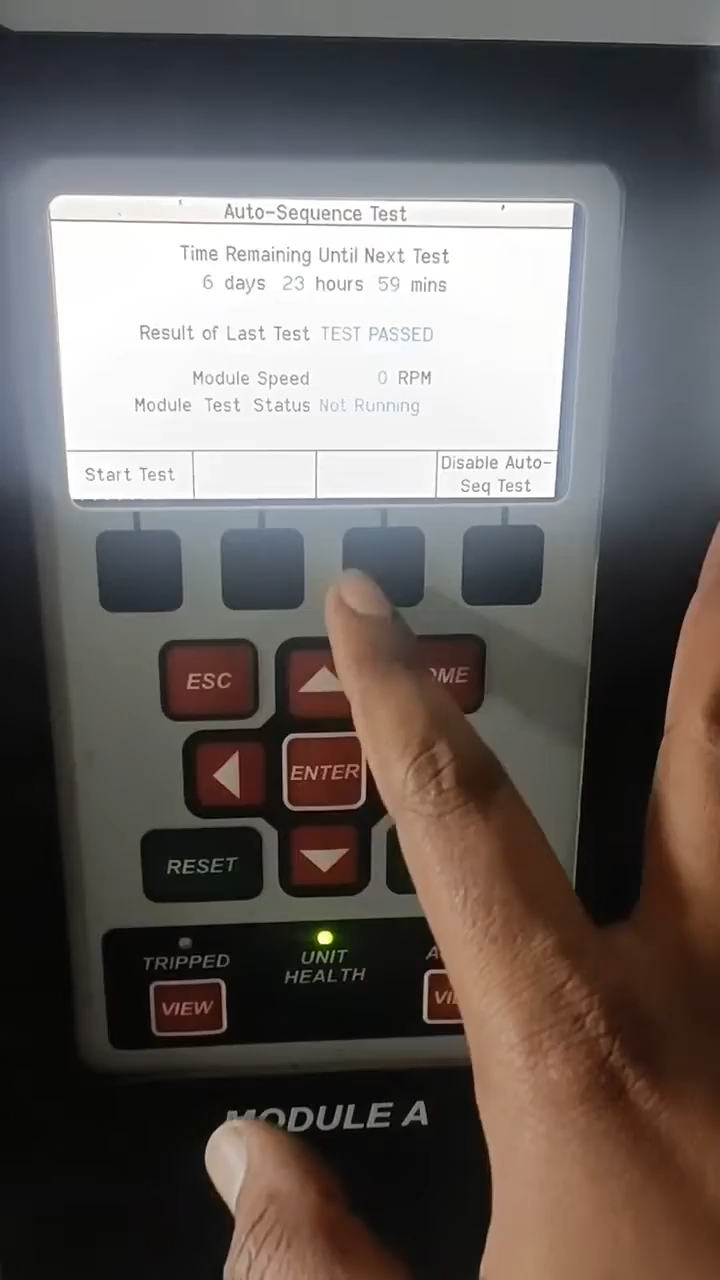 Auto-Sequence Test
Time Remaining Until Next Test
6 days 23 hours 59 mins
Result of Last Test TEST PASSED
Module Speed 0 RPM
Module Test Status Not Running
Start Test
Disable Auto-
Seq Test
ESC
ENTER
RESET
TRIPPED
UNIT
HEALTH
VIEW
MODULE A